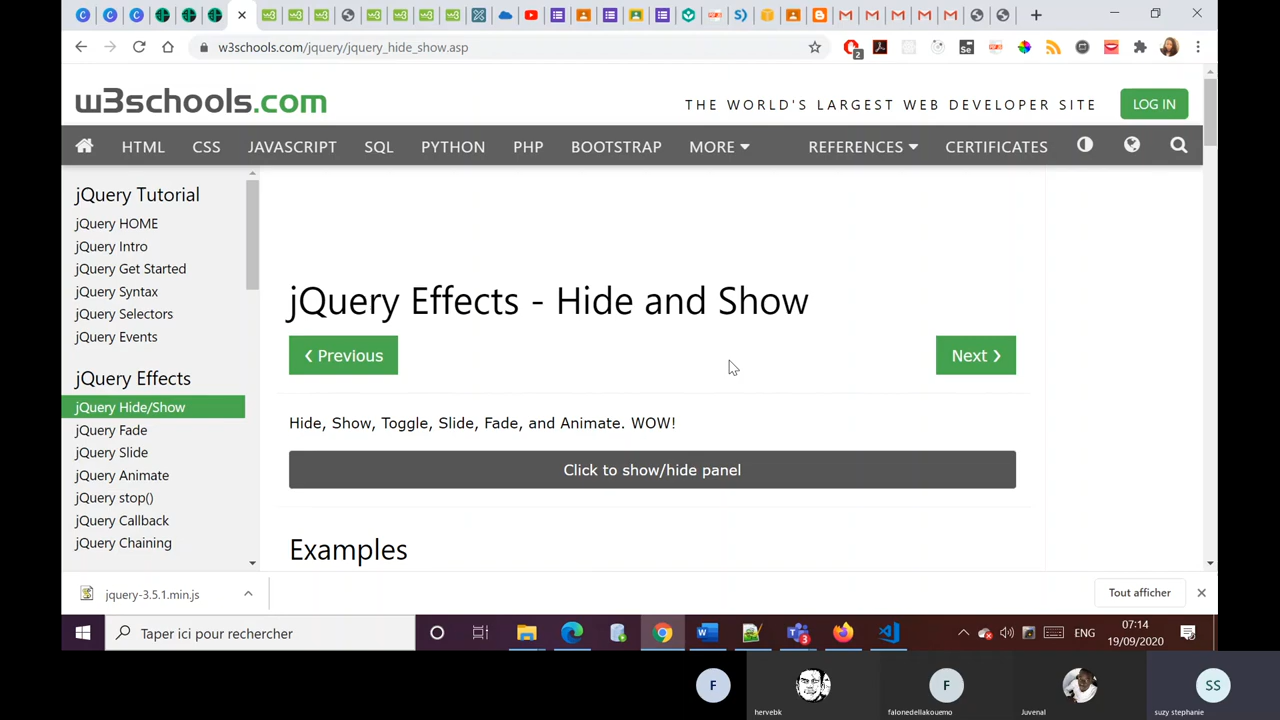 w3schools.com/jquery/jquery_hide_show.asp
2
w3schools.com
THE WORLD'S LARGEST WEB DEVELOPER SITE
LOG IN
HTML CSS JAVASCRIPT SQL PYTHON PHP BOOTSTRAP MORE REFERENCES CERTIFICATES
jQuery Tutorial
jQuery HOME
jQuery Intro
jQuery Get Started
jQuery Syntax
jQuery Selectors
jQuery Events
jQuery Effects
jQuery Hide/Show
jQuery Fade
jQuery Slide
jQuery Animate
jQuery stop()
jQuery Callback
jQuery Chaining
jQuery Effects - Hide and Show
❮ Previous
Next ❯
Hide, Show, Toggle, Slide, Fade, and Animate. WOW!
Click to show/hide panel
Examples
jquery-3.5.1.min.js
Tout afficher
Taper ici pour rechercher
3
ENG
07:14
19/09/2020
F
hervebk
F
falonedellakouemo
Juvenal
SS
suzy stephanie